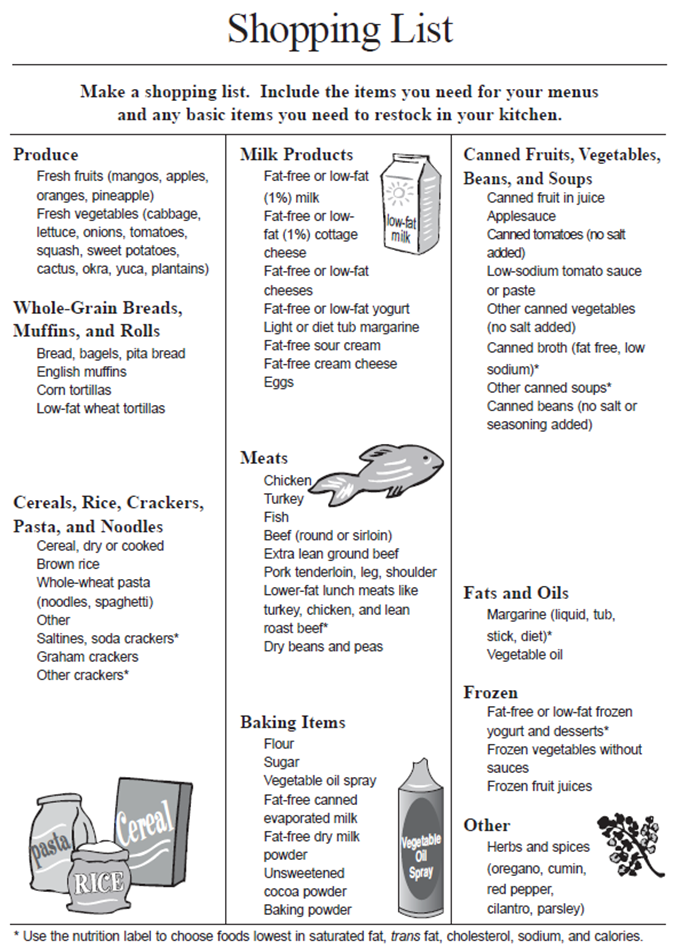 Shopping List
Make a shopping list.  Include the items you need for your menus
and any basic items you need to restock in your kitchen.
Produce
Fresh fruits (mangos, apples,
oranges, pineapple)
Fresh vegetables (cabbage,
lettuce, onions, tomatoes,
squash, sweet potatoes,
cactus, okra, yuca, plantains)
Whole-Grain Breads,
Muffins, and Rolls
Bread, bagels, pita bread
English muffins
Corn tortillas
Low-fat wheat tortillas
Cereals, Rice, Crackers,
Pasta, and Noodles
Cereal, dry or cooked
Brown rice
Whole-wheat pasta
(noodles, spaghetti)
Other
Saltines, soda crackers*
Graham crackers
Other crackers*
pasta
Cereal
RICE
Milk Products
Fat-free or low-fat
(1%) milk
Fat-free or low-
fat (1%) cottage
cheese
Fat-free or low-fat
cheeses
Fat-free or low-fat yogurt
Light or diet tub margarine
Fat-free sour cream
Fat-free cream cheese
Eggs
low-fat
milk
Meats
Chicken
Turkey
Fish
Beef (round or sirloin)
Extra lean ground beef
Pork tenderloin, leg, shoulder
Lower-fat lunch meats like
turkey, chicken, and lean
roast beef*
Dry beans and peas
Baking Items
Flour
Sugar
Vegetable oil spray
Fat-free canned
evaporated milk
Fat-free dry milk
powder
Unsweetened
cocoa powder
Baking powder
Vegetable
Oil
Spray
Canned Fruits, Vegetables,
Beans, and Soups
Canned fruit in juice
Applesauce
Canned tomatoes (no salt
added)
Low-sodium tomato sauce
or paste
Other canned vegetables
(no salt added)
Canned broth (fat free, low
sodium)*
Other canned soups*
Canned beans (no salt or
seasoning added)
Fats and Oils
Margarine (liquid, tub,
stick, diet)*
Vegetable oil
Frozen
Fat-free or low-fat frozen
yogurt and desserts*
Frozen vegetables without
sauces
Frozen fruit juices
Other
Herbs and spices
(oregano, cumin,
red pepper,
cilantro, parsley)
* Use the nutrition label to choose foods lowest in saturated fat, trans fat, cholesterol, sodium, and calories.